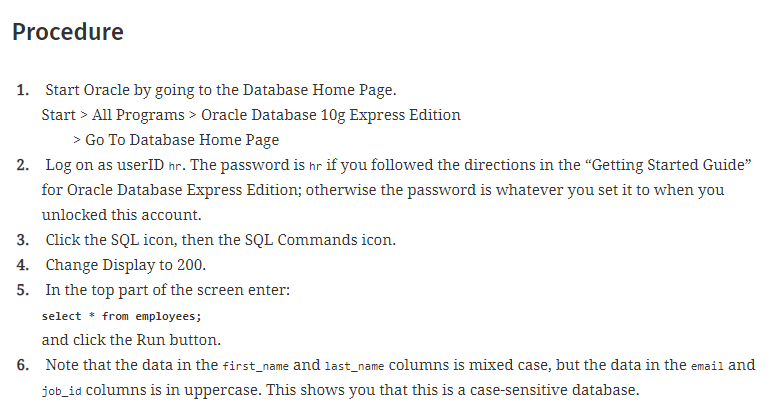 Procedure
1. Start Oracle by going to the Database Home Page.
Start > All Programs > Oracle Database 10g Express Edition
> Go To Database Home Page
2. Log on as userID hr. The password is hr if you followed the directions in the “Getting Started Guide”
for Oracle Database Express Edition; otherwise the password is whatever you set it to when you
unlocked this account.
3. Click the SQL icon, then the SQL Commands icon.
4. Change Display to 200.
5. In the top part of the screen enter:
select * from employees;
and click the Run button.
6. Note that the data in the first_name and last_name columns is mixed case, but the data in the email and
job_id columns is in uppercase. This shows you that this is a case-sensitive database.